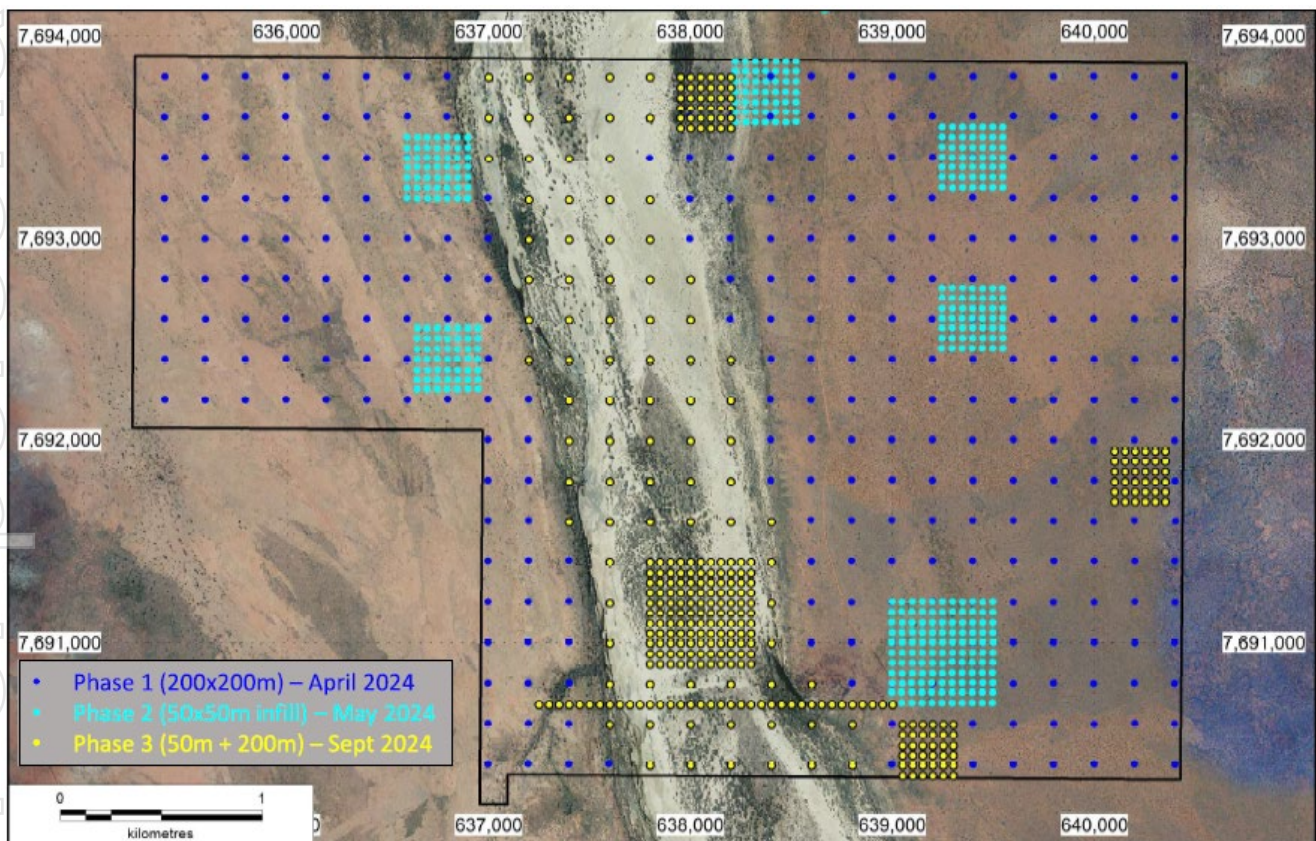 636,000 637,000 638,000 639,000 640,000
7,694,000 7,694,000
7,693,000 7,693,000
7,692,000 7,692,000
7,691,000 7,691,000
• Phase 1 (200x200m) – April 2024
• Phase 2 (50x50m infill) – May 2024
• Phase 3 (50m + 200m) – Sept 2024
0 1
kilometres
0 637,000 638,000 639,000 640,000